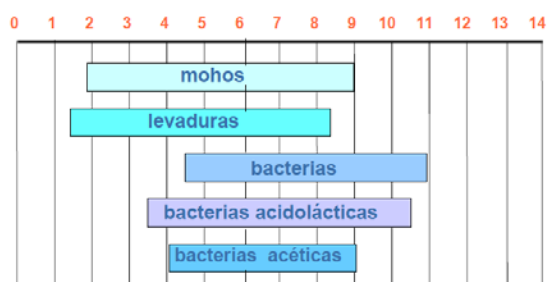 0 1 2 3 4 5 6 7 8 9 10 11 12 13 14
mohos
levaduras
bacterias
bacterias acidolácticas
bacterias acéticas